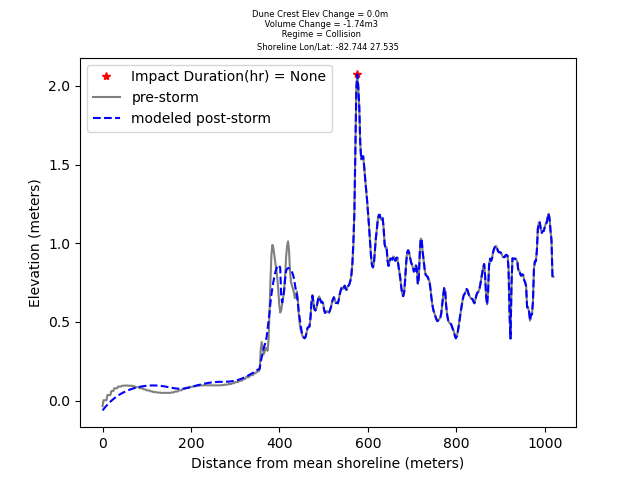 Dune Crest Elev Change = 0.0m
Volume Change = -1.74m3
Regime = Collision
Shoreline Lon/Lat: -82.744 27.535
Impact Duration(hr) = None
pre-storm
modeled post-storm
2.0
1.5
1.0
0.5
0.0
Elevation (meters)
0 200 400 600 800 1000
Distance from mean shoreline (meters)